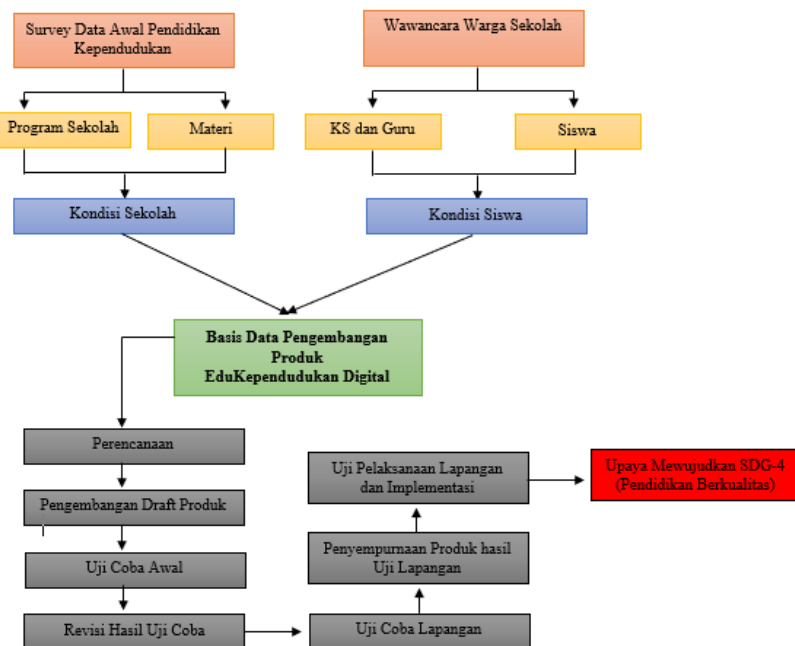 Survey Data Awal Pendidikan
Kependudukan
Wawancara Warga Sekolah
Program Sekolah
Materi
KS dan Guru
Siswa
Kondisi Sekolah
Kondisi Siswa
Basis Data Pengembangan
Produk
EduKependudukan Digital
Perencanaan
Pengembangan Draft Produk
Uji Coba Awal
Revisi Hasil Uji Coba
Uji Coba Lapangan
Penyempurnaan Produk hasil
Uji Lapangan
Uji Pelaksanaan Lapangan
dan Implementasi
Upaya Mewujudkan SDG-4
(Pendidikan Berkualitas)